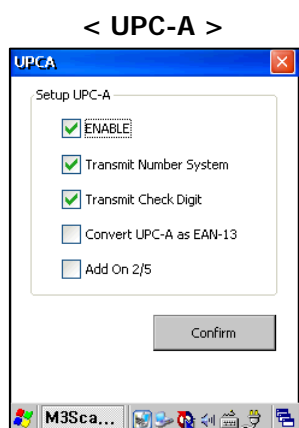 < UPC-A >
UPCA
Setup UPC-A
ENABLE
Transmit Number System
Transmit Check Digit
Convert UPC-A as EAN-13
Add On 2/5
Confirm
M3Sca...